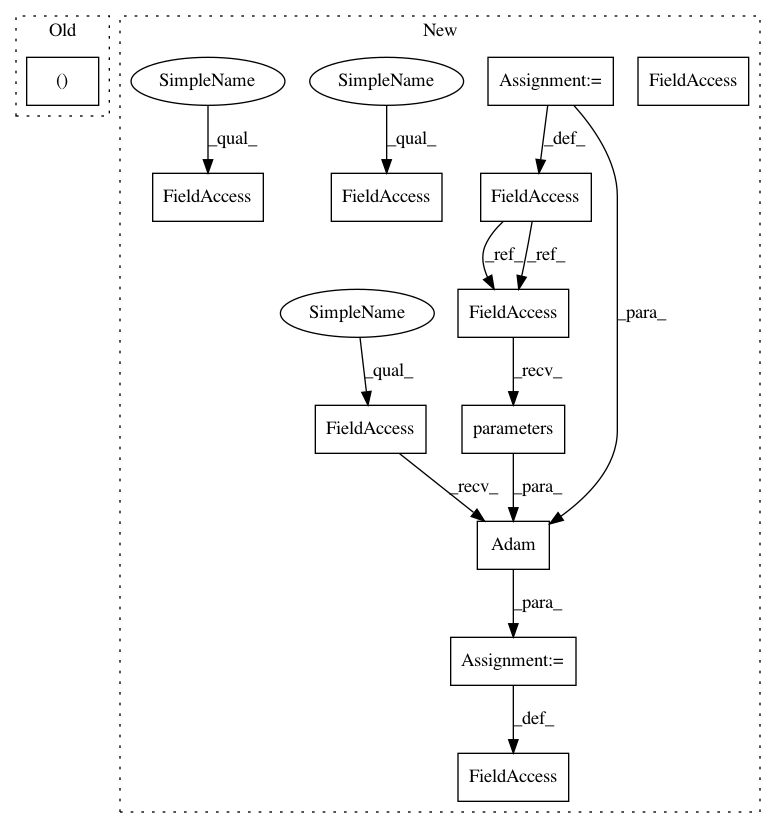 Old
New
()
SimpleName
SimpleName
Assignment:=
FieldAccess
_qual_
_qual_
_def_
FieldAccess
FieldAccess
FieldAccess
_ref_
_ref_
SimpleName
FieldAccess
_para_
_qual_
_recv_
FieldAccess
parameters
_recv_
_para_
Adam
_para_
Assignment:=
_def_
FieldAccess